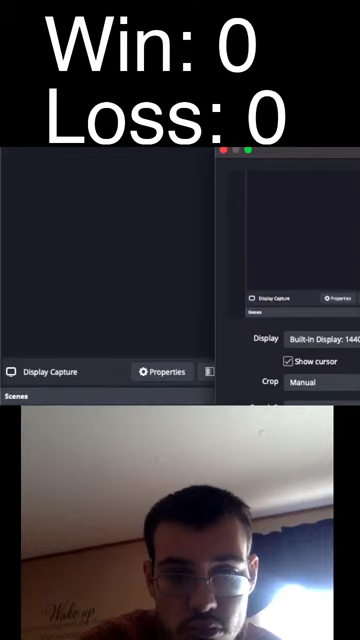 Win: 0
Loss: 0
Display Capture
Properties
Scenes
Display Capture
Properties
Scenes
Display
Built-in Display: 1440
Show cursor
Crop
Manual
Wake up